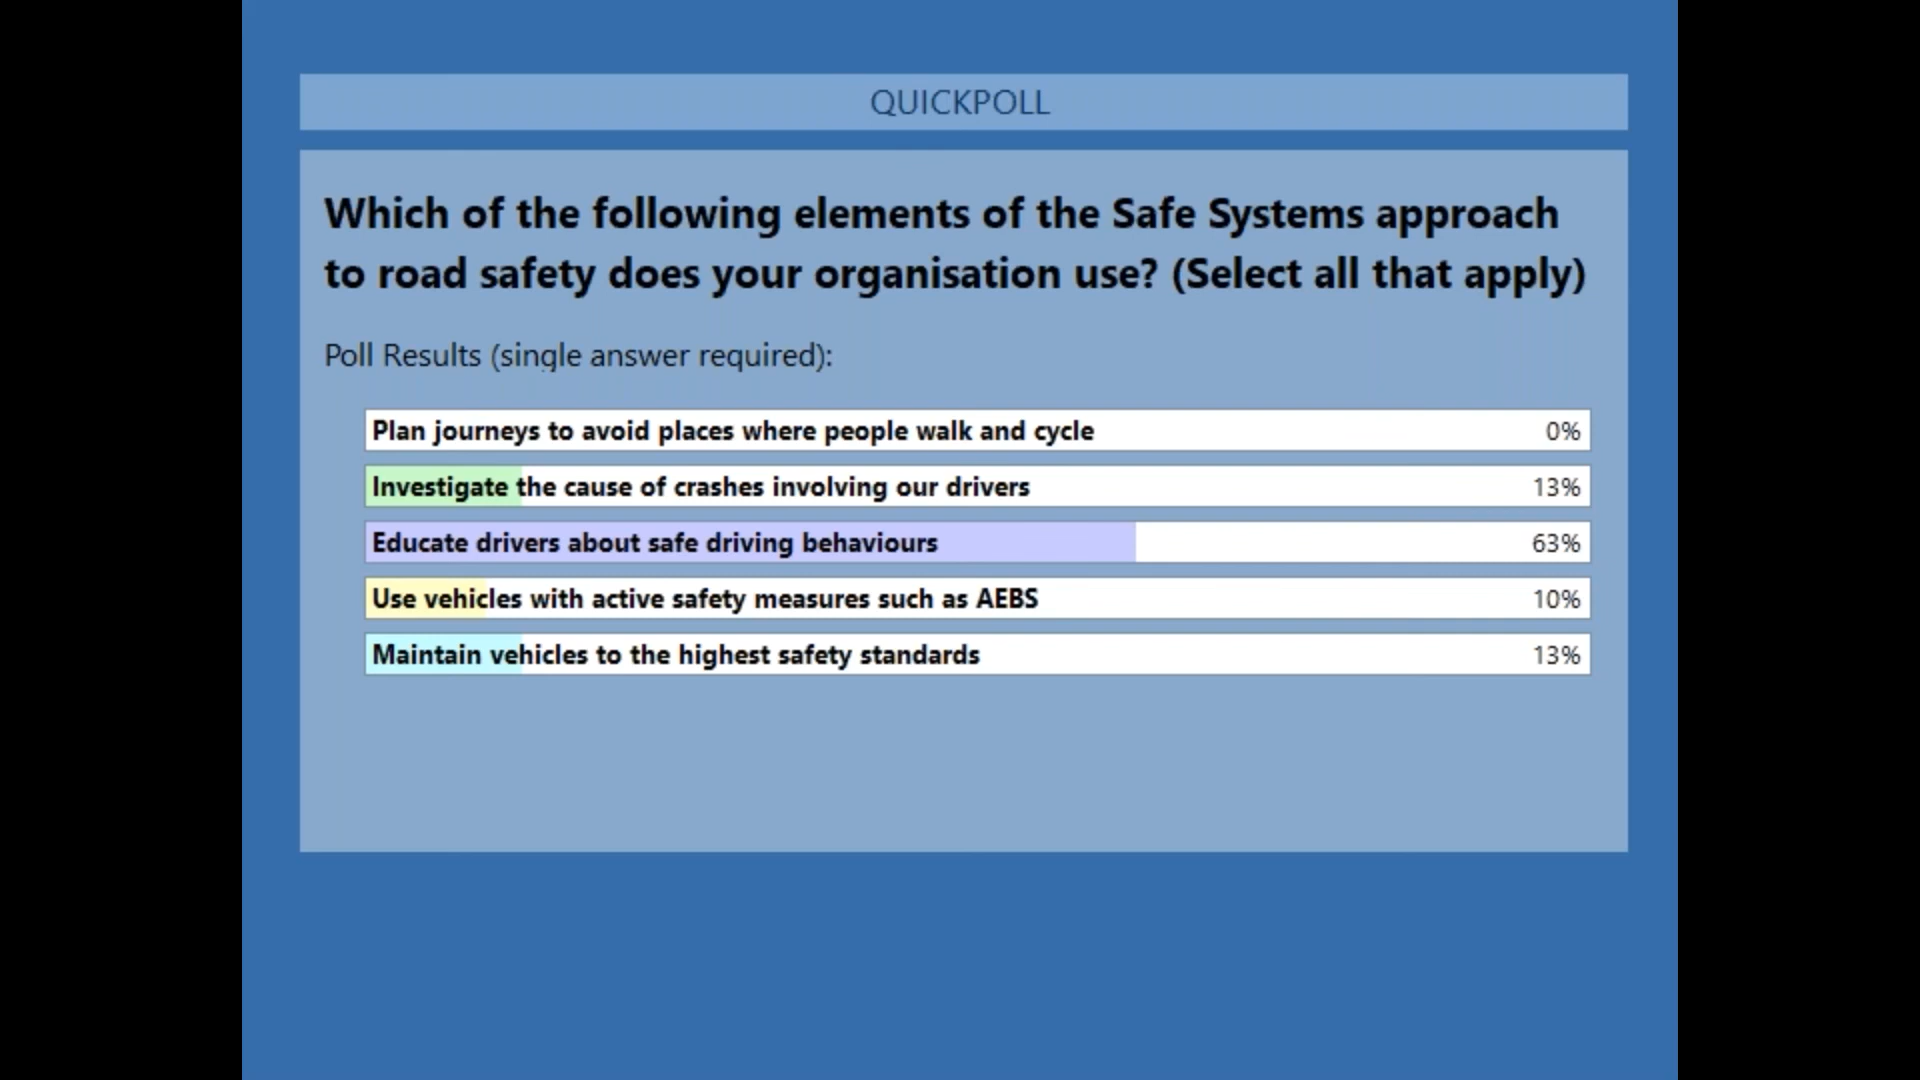 QUICKPOLL
Which of the following elements of the Safe Systems approach
to road safety does your organisation use? (Select all that apply)
Poll Results (single answer required):
Plan journeys to avoid places where people walk and cycle 0%
Investigate the cause of crashes involving our drivers 13%
Educate drivers about safe driving behaviours 63%
Use vehicles with active safety measures such as AEBS 10%
Maintain vehicles to the highest safety standards 13%